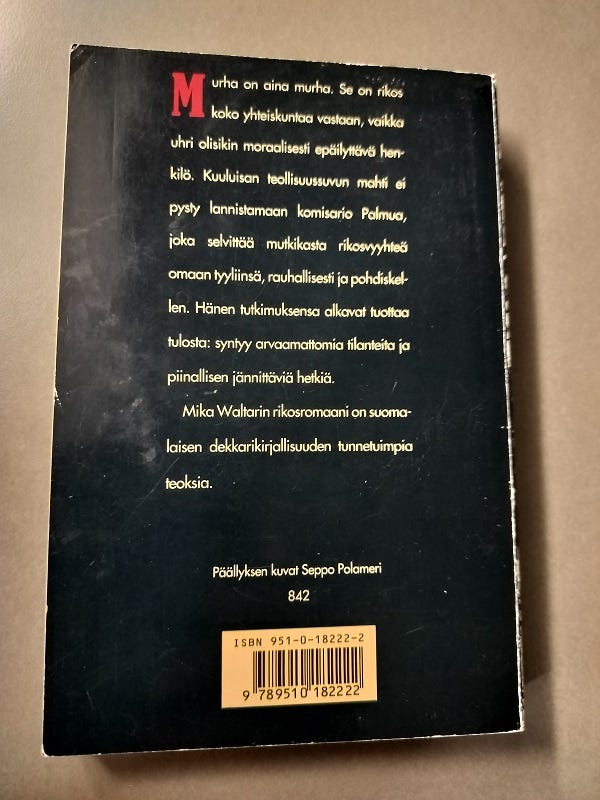 Murha on aina murha. Se on rikos
koko yhteiskuntaa vastaan, vaikka
uhri olisikin moraalisesti epäilyttävä hen-
kilö. Kuuluisan teollisuussuvun mahti ei
pysty lannistamaan komisario Palmua,
joka selvittää mutkikasta rikosvyyhteä
omaan tyyliinsä, rauhallisesti ja pohdiskel-
len. Hänen tutkimuksensa alkavat tuottaa
tulosta: syntyy arvaamattomia tilanteita ja
piinallisen jännittäviä hetkiä.
Mika Waltarin rikosromaani on suoma-
laisen dekkarikirjallisuuden tunnetuimpia
teoksia.
Päällyksen kuvat Seppo Polameri
842
ISBN 951-0-18222-2
9 789510 182222